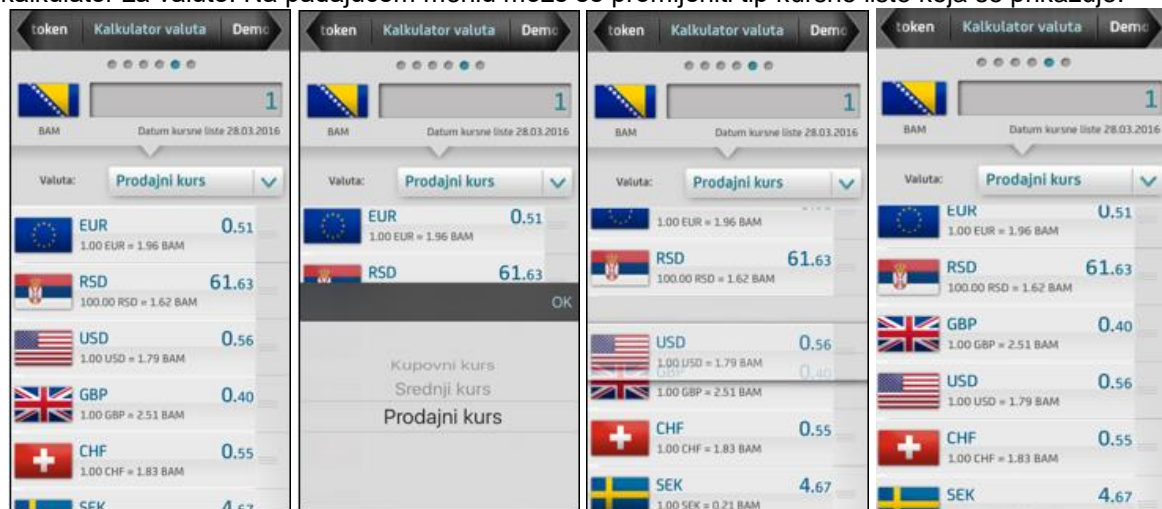 kalkulator za valute. Na padajućem meniu može se promijeniti tip kursne liste koja se prikazuje.
token Kalkulator valuta Demo
1
BAM Datum kursne liste 28.03.2016
Valuta: Prodajni kurs
EUR 0.51
1.00 EUR = 1.96 BAM
RSD 61.63
100.00 RSD = 1.62 BAM
USD 0.56
1.00 USD = 1.79 BAM
GBP 0.40
1.00 GBP = 2.51 BAM
CHF 0.55
1.00 CHF = 1.83 BAM
SEK 4.67
token Kalkulator valuta Demo
1
BAM Datum kursne liste 28.03.2016
Valuta: Prodajni kurs
EUR 0.51
1.00 EUR = 1.96 BAM
RSD 61.63
OK
Kupovni kurs
Srednji kurs
Prodajni kurs
token Kalkulator valuta Demo
1
BAM Datum kursne liste 28.03.2016
Valuta: Prodajni kurs
1.00 EUR = 1.96 BAM
RSD 61.63
100.00 RSD = 1.62 BAM
USD 0.56
1.00 USD = 1.79 BAM
GBP 0.40
1.00 GBP = 2.51 BAM
CHF 0.55
1.00 CHF = 1.83 BAM
SEK 4.67
1.00 SEK = 0.21 BAM
token Kalkulator valuta Demo
1
BAM Datum kursne liste 28.03.2016
Valuta: Prodajni kurs
EUR 0.51
1.00 EUR = 1.96 BAM
RSD 61.63
100.00 RSD = 1.62 BAM
GBP 0.40
1.00 GBP = 2.51 BAM
USD 0.56
1.00 USD = 1.79 BAM
CHF 0.55
1.00 CHF = 1.83 BAM
SEK 4.67